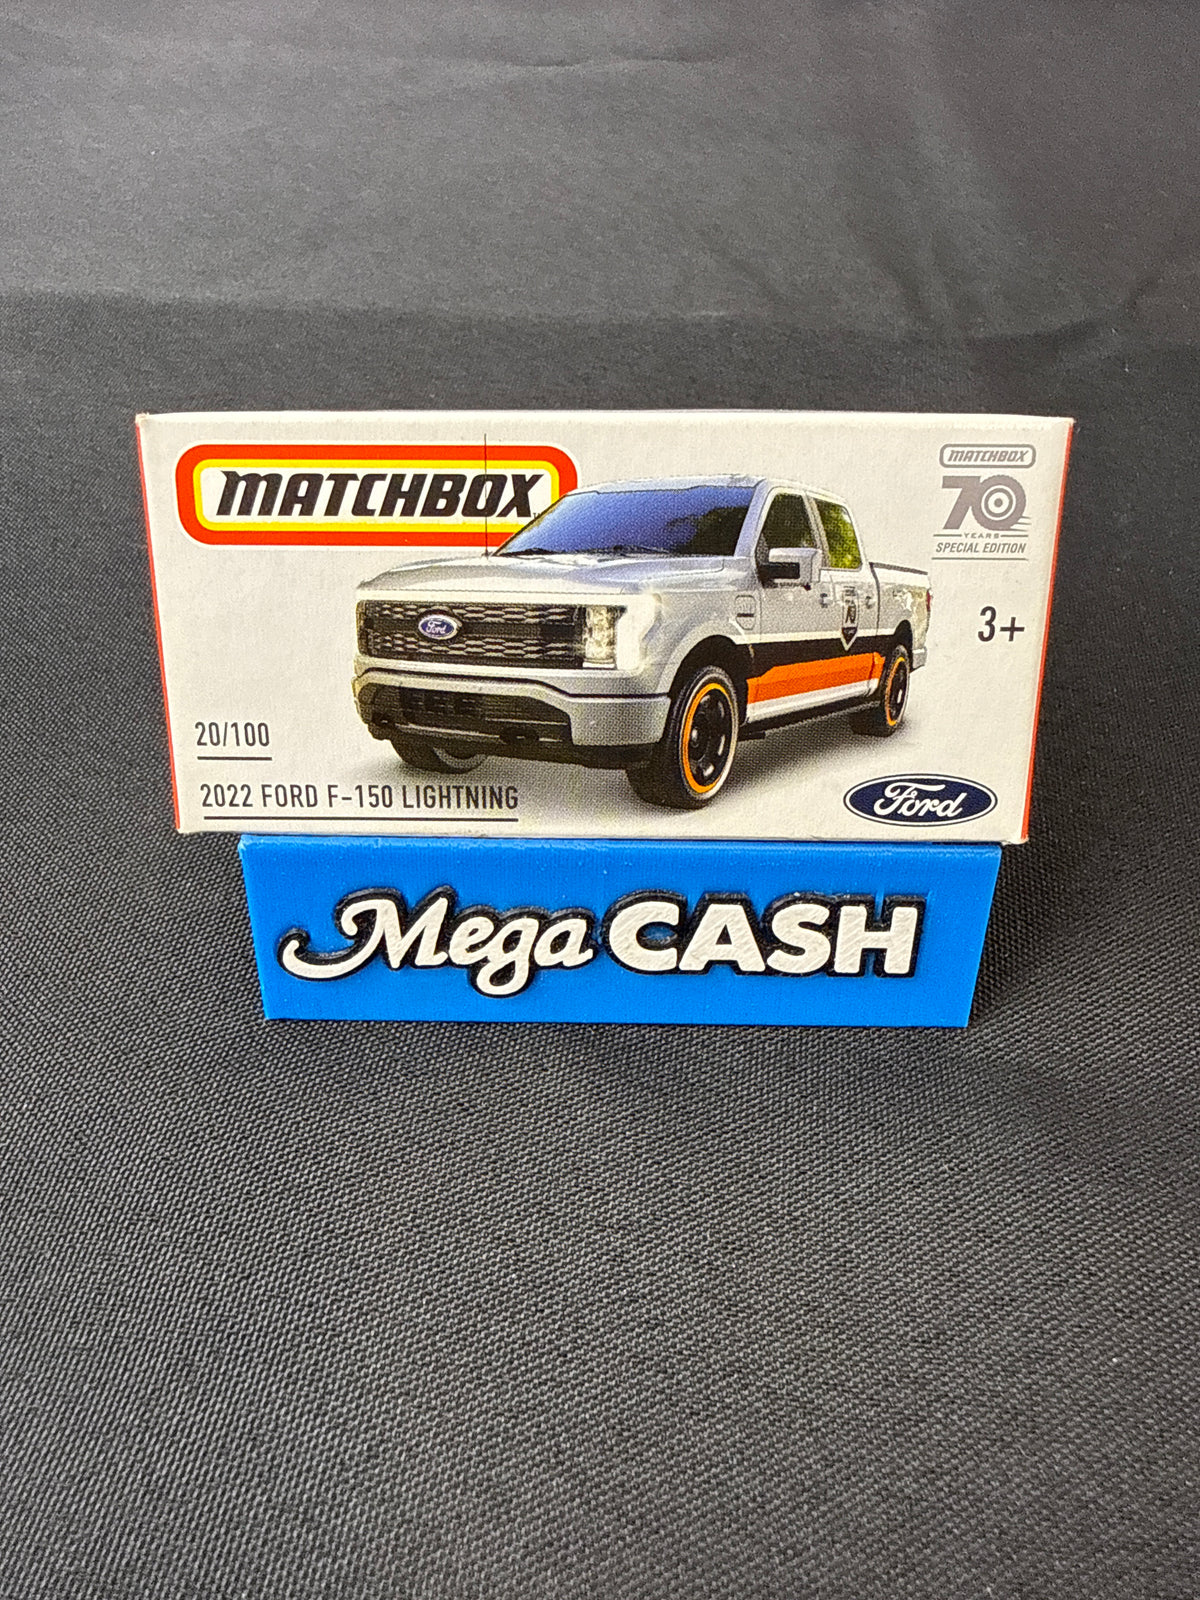 MATCHBOX
MATCHBOX
70
YEARS
SPECIAL EDITION
3+
Ford
20/100
2022 FORD F-150 LIGHTNING
Ford
Mega CASH